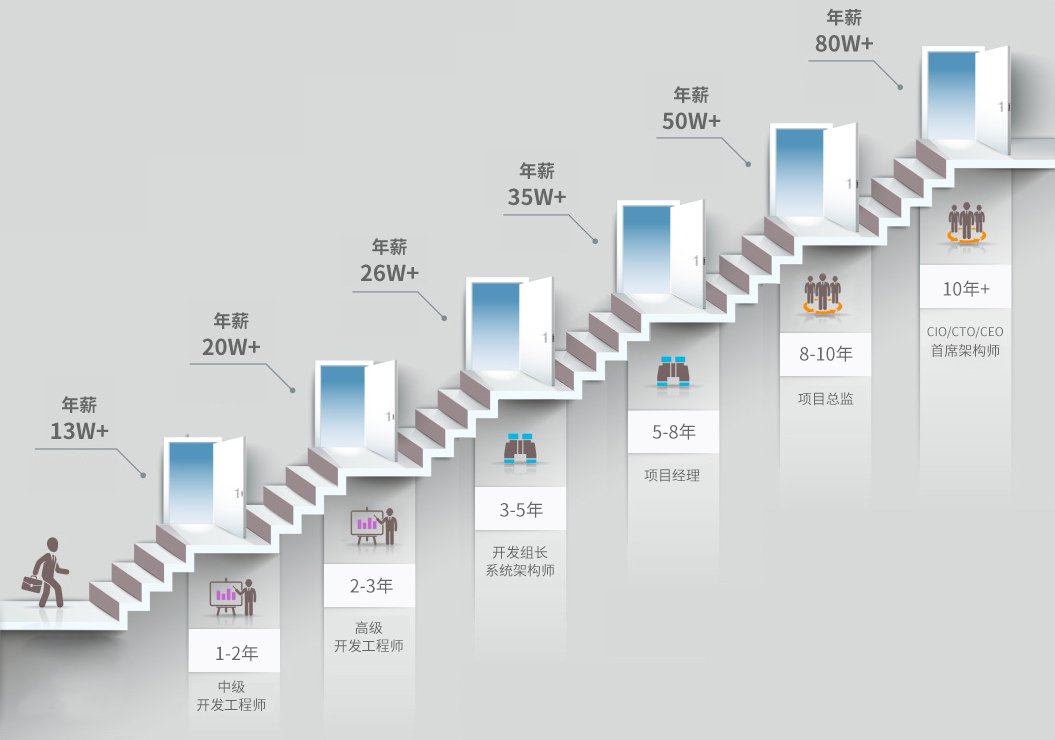 年薪
13W+
1-2年
中级
开发工程师
年薪
20W+
2-3年
高级
开发工程师
年薪
26W+
3-5年
开发组长
系统架构师
年薪
35W+
5-8年
项目经理
年薪
50W+
8-10年
项目总监
年薪
80W+
10年+
CIO/CTO/CEO
首席架构师